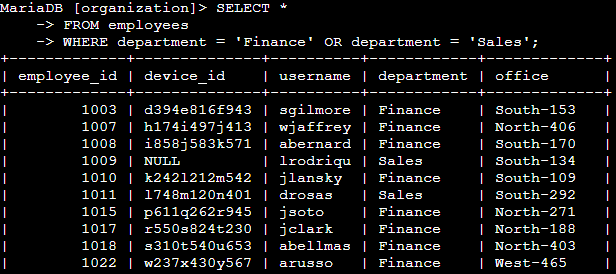 MariaDB [organization]> SELECT *
    -> FROM employees
    -> WHERE department = 'Finance' OR department = 'Sales';
+-------------+--------------+----------+------------+-----------+
| employee_id | device_id    | username | department | office    |
+-------------+--------------+----------+------------+-----------+
|        1003 | d394e816f943 | sgilmore | Finance    | South-153 |
|        1007 | h174i497j413 | wjaffrey | Finance    | North-406 |
|        1008 | i858j583k571 | abernard | Finance    | South-170 |
|        1009 | NULL         | lrodriqu | Sales      | South-134 |
|        1010 | k242l212m542 | jlansky  | Finance    | South-109 |
|        1011 | l748m120n401 | drosas   | Sales      | South-292 |
|        1015 | p611q262r945 | jsoto    | Finance    | North-271 |
|        1017 | r550s824t230 | jclark   | Finance    | North-188 |
|        1018 | s310t540u653 | abellmas | Finance    | North-403 |
|        1022 | w237x430y567 | arusso   | Finance    | West-465  |